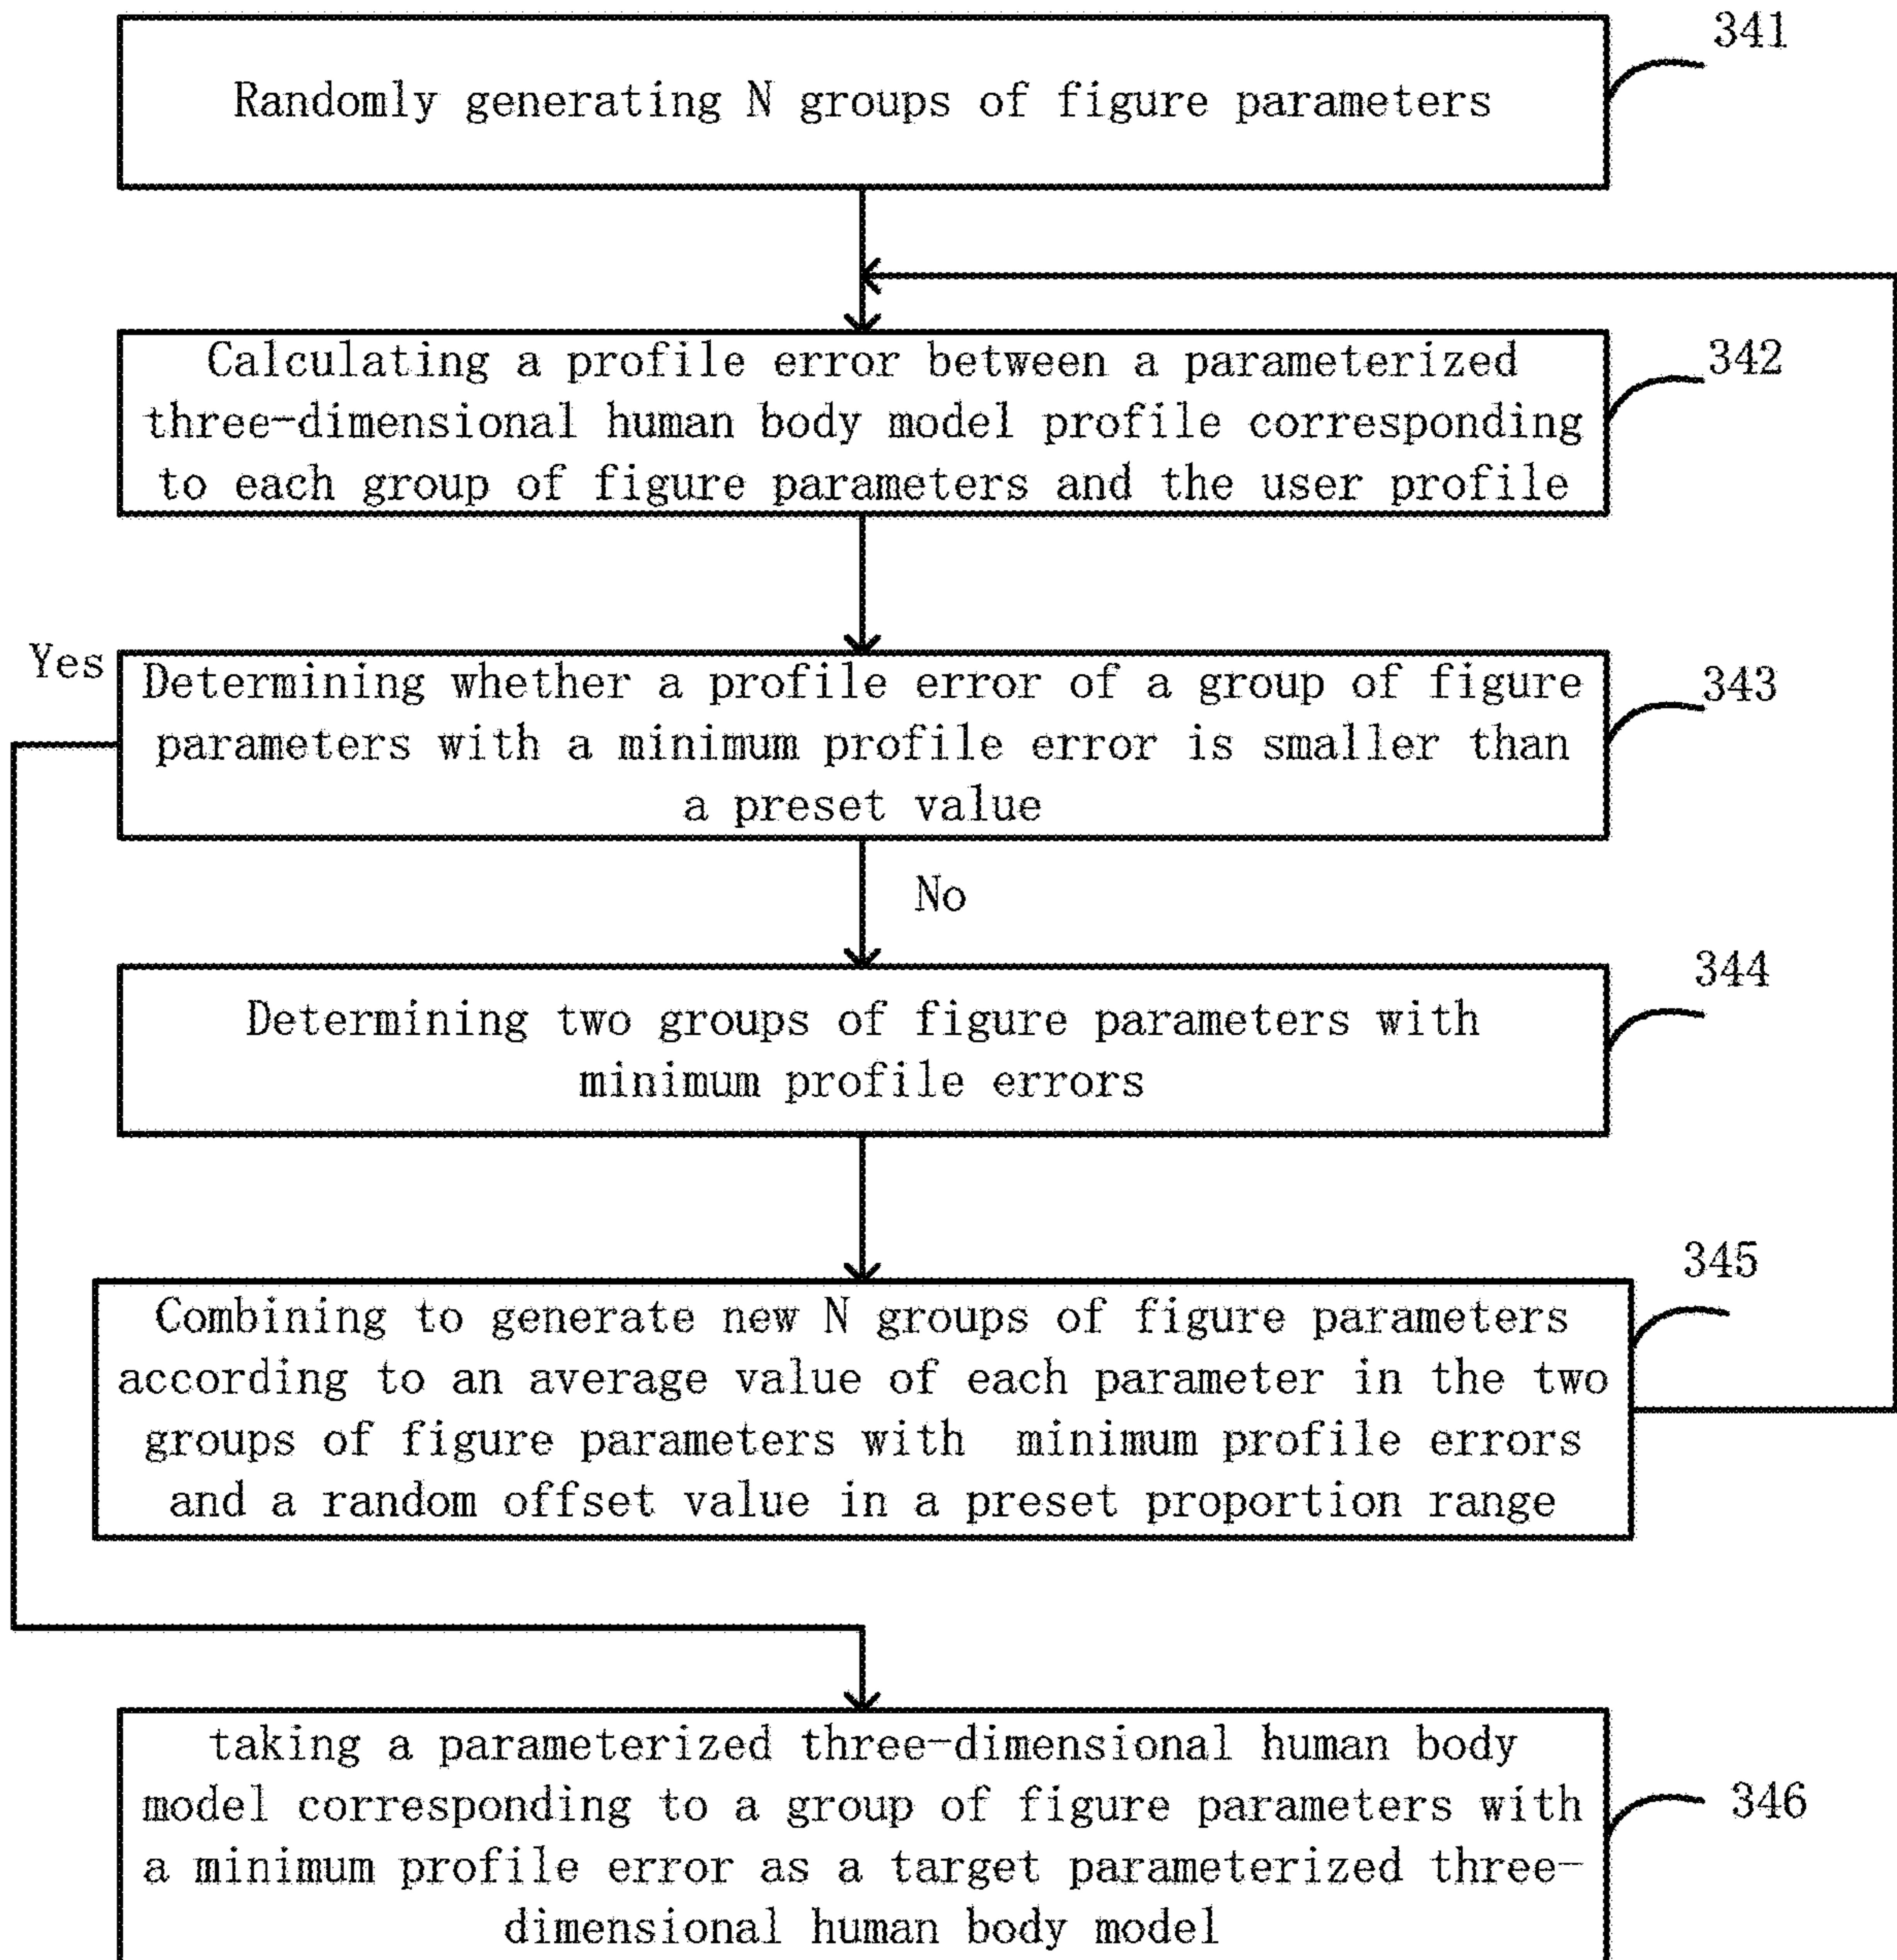 341
Randomly generating N groups of figure parameters
342
Calculating a profile error between a parameterized
three-dimensional human body model profile corresponding
to each group of figure parameters and the user profile
Yes
343
Determining whether a profile error of a group of figure
parameters with a minimum profile error is smaller than
a preset value
No
344
Determining two groups of figure parameters with
minimum profile errors
345
Combining to generate new N groups of figure parameters
according to an average value of each parameter in the two
groups of figure parameters with minimum profile errors
and a random offset value in a preset proportion range
taking a parameterized three-dimensional human body
model corresponding to a group of figure parameters with
346
a minimum profile error as a target parameterized three-
dimensional human body model